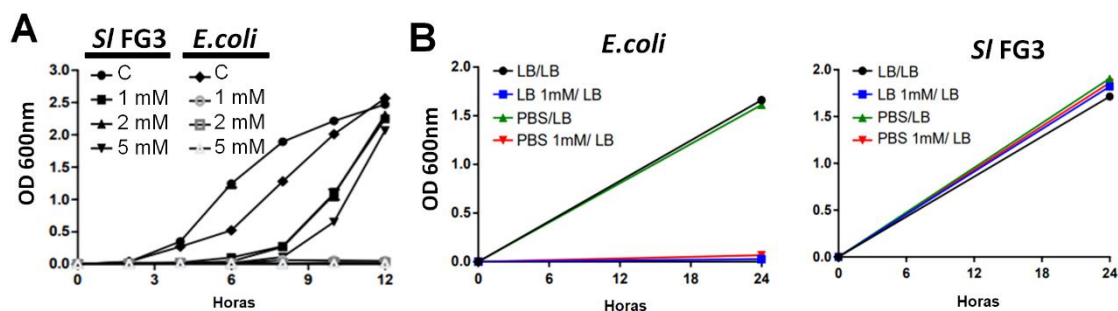 A
Sl FG3 E.coli
C C
1 mM 1 mM
2 mM 2 mM
5 mM 5 mM
OD 600nm
3.0
2.5
2.0
1.5
1.0
0.5
0.0
0 3 6 9 12
Horas
B
E.coli
LB/LB
LB 1mM/ LB
PBS/LB
PBS 1mM/ LB
OD 600nm
2.0
1.5
1.0
0.5
0.0
0 6 12 18 24
Horas
Sl FG3
LB/LB
LB 1mM/ LB
PBS/LB
PBS 1mM/ LB
2.0
1.5
1.0
0.5
0.0
0 6 12 18 24
Horas